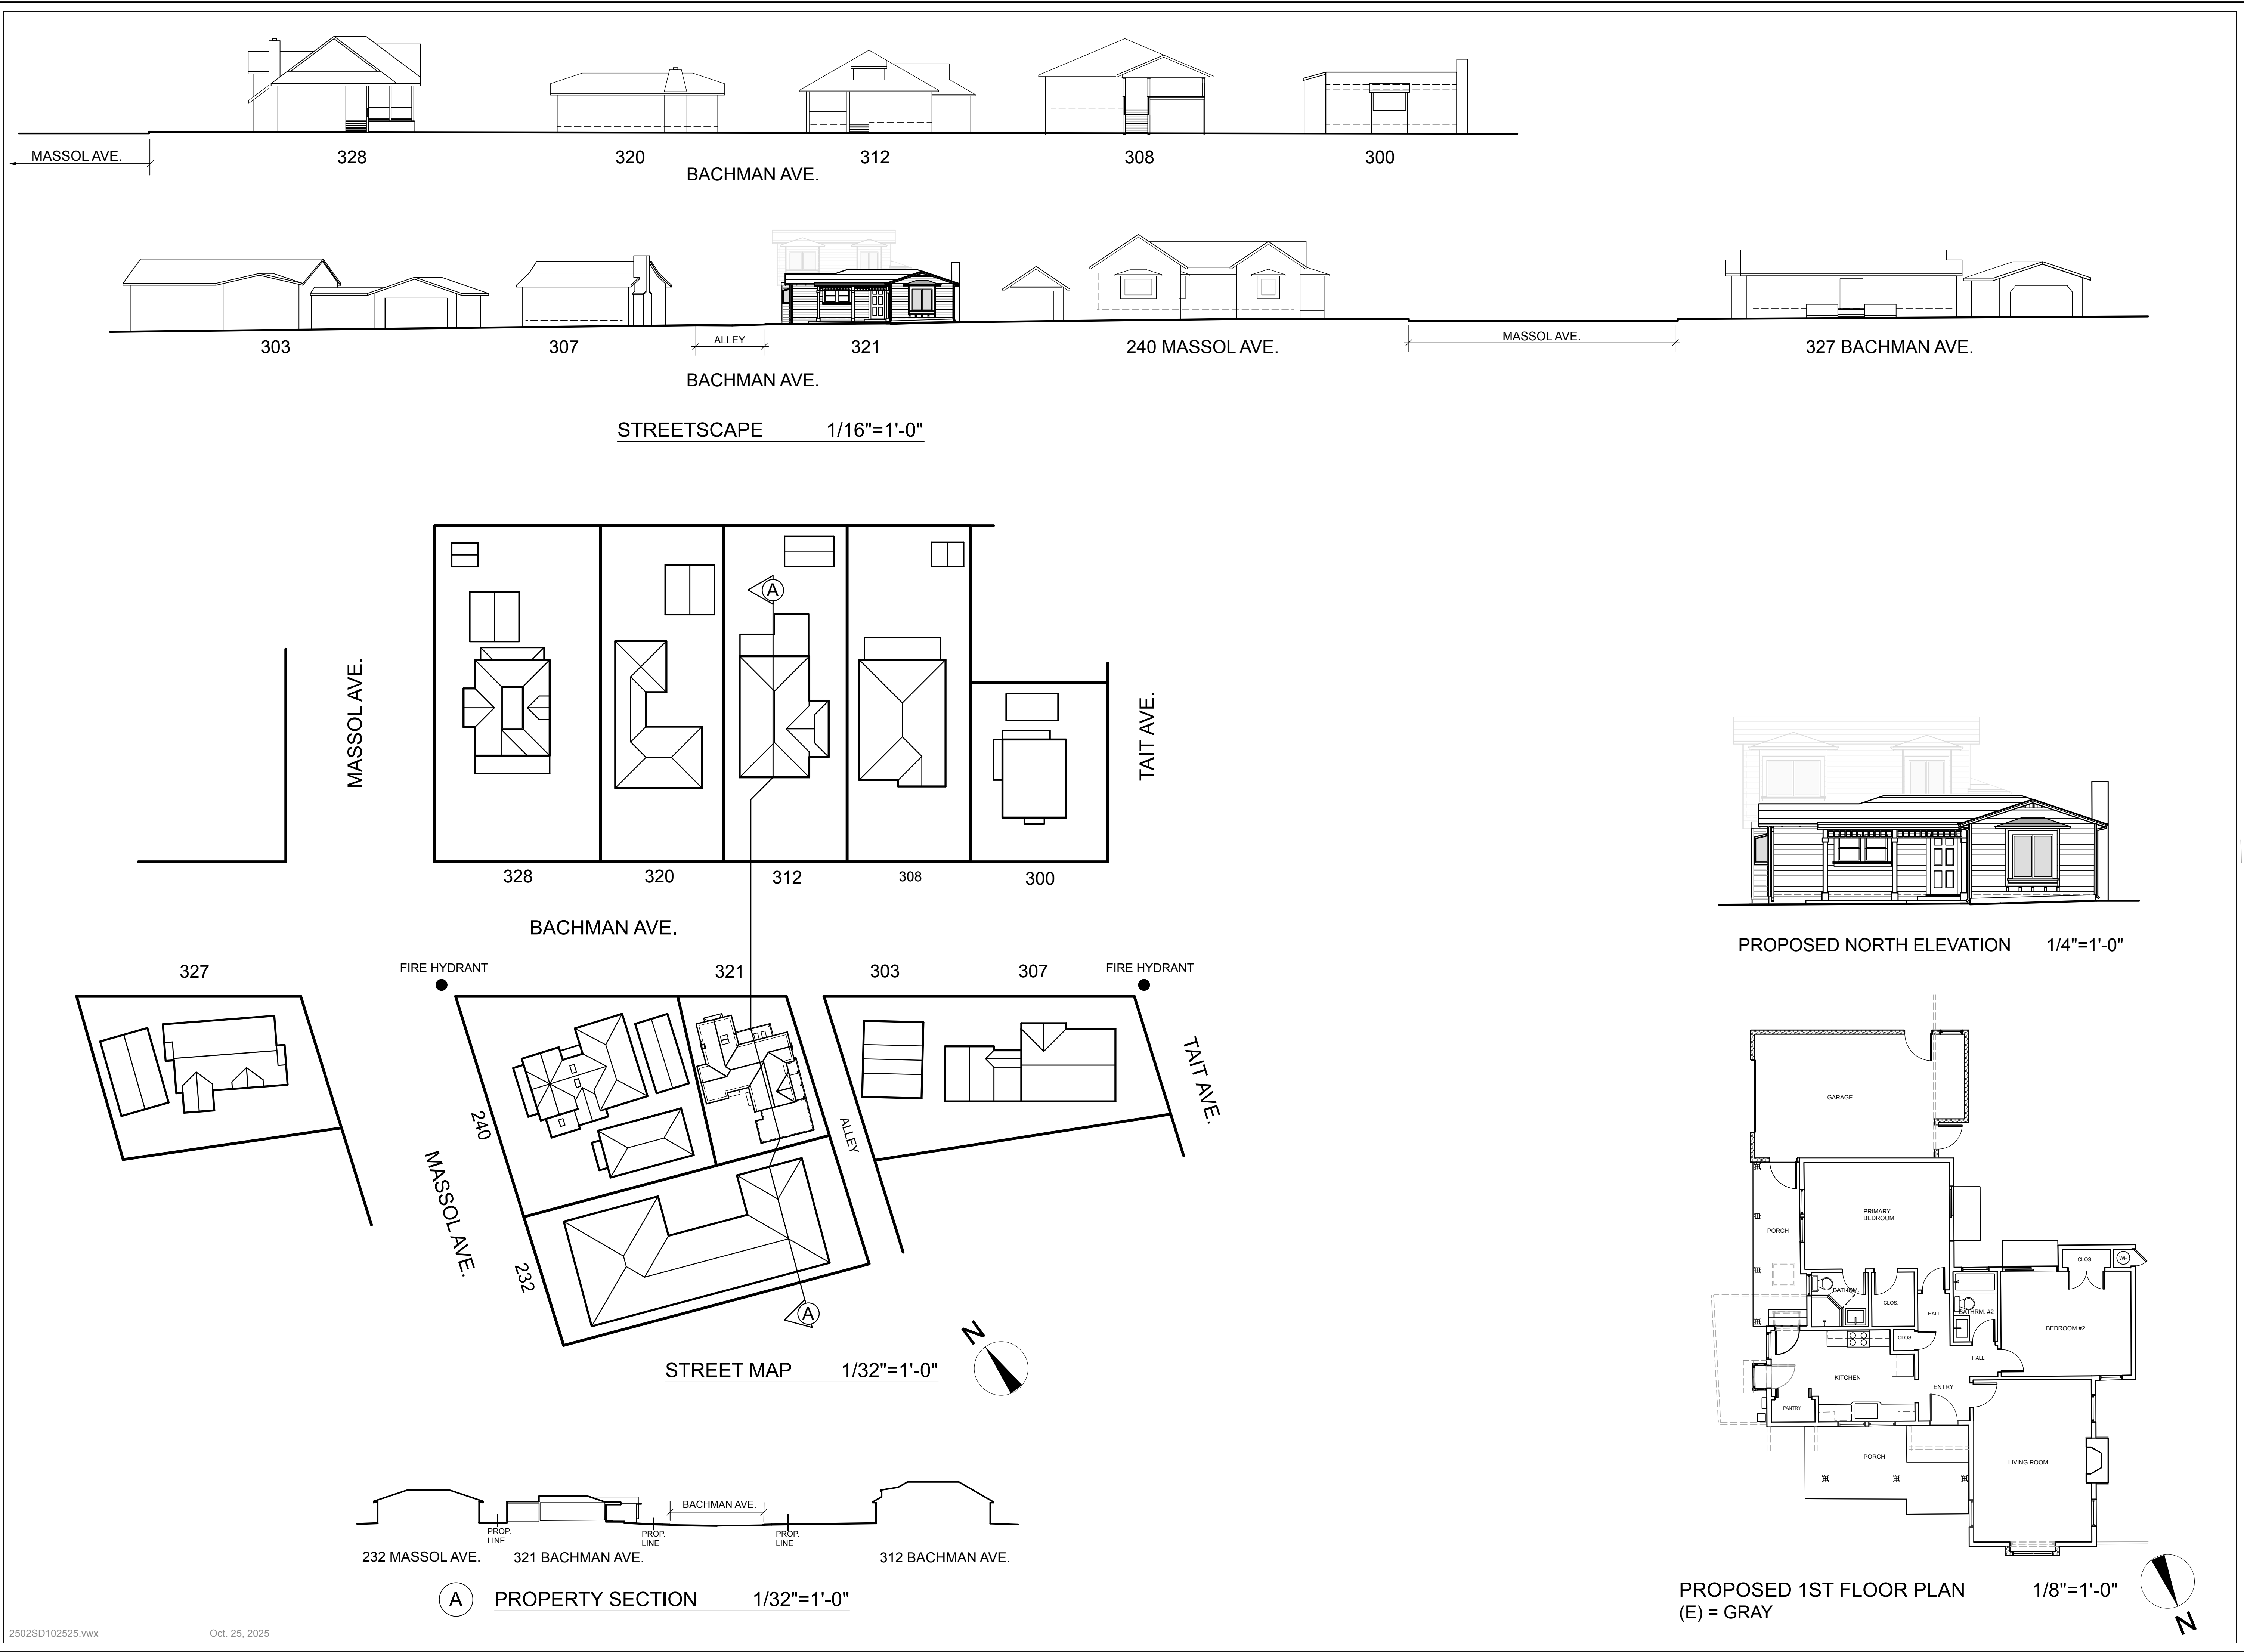 MASSOL AVE.
328
320
312
308
300
BACHMAN AVE.
303
307
ALLEY
321
240 MASSOL AVE.
MASSOL AVE.
327 BACHMAN AVE.
BACHMAN AVE.
STREETSCAPE 1/16"=1'-0"
A
MASSOL AVE.
TAIT AVE.
328
320
312
308
300
BACHMAN AVE.
327
FIRE HYDRANT
321
303
307
FIRE HYDRANT
TAIT AVE.
240
ALLEY
MASSOL AVE.
232
A
N
STREET MAP 1/32"=1'-0"
BACHMAN AVE.
PROP.
LINE
PROP.
LINE
PROP.
LINE
232 MASSOL AVE.
321 BACHMAN AVE.
312 BACHMAN AVE.
A PROPERTY SECTION 1/32"=1'-0"
PROPOSED NORTH ELEVATION 1/4"=1'-0"
GARAGE
PRIMARY
BEDROOM
PORCH
CLOS.
WH
BATHRM.
CLOS.
HALL
BATHRM. #2
BEDROOM #2
CLOS.
HALL
KITCHEN
ENTRY
PANTRY
PORCH
LIVING ROOM
PROPOSED 1ST FLOOR PLAN 1/8"=1'-0"
(E) = GRAY
N
2502SD102525.vwx Oct. 25, 2025